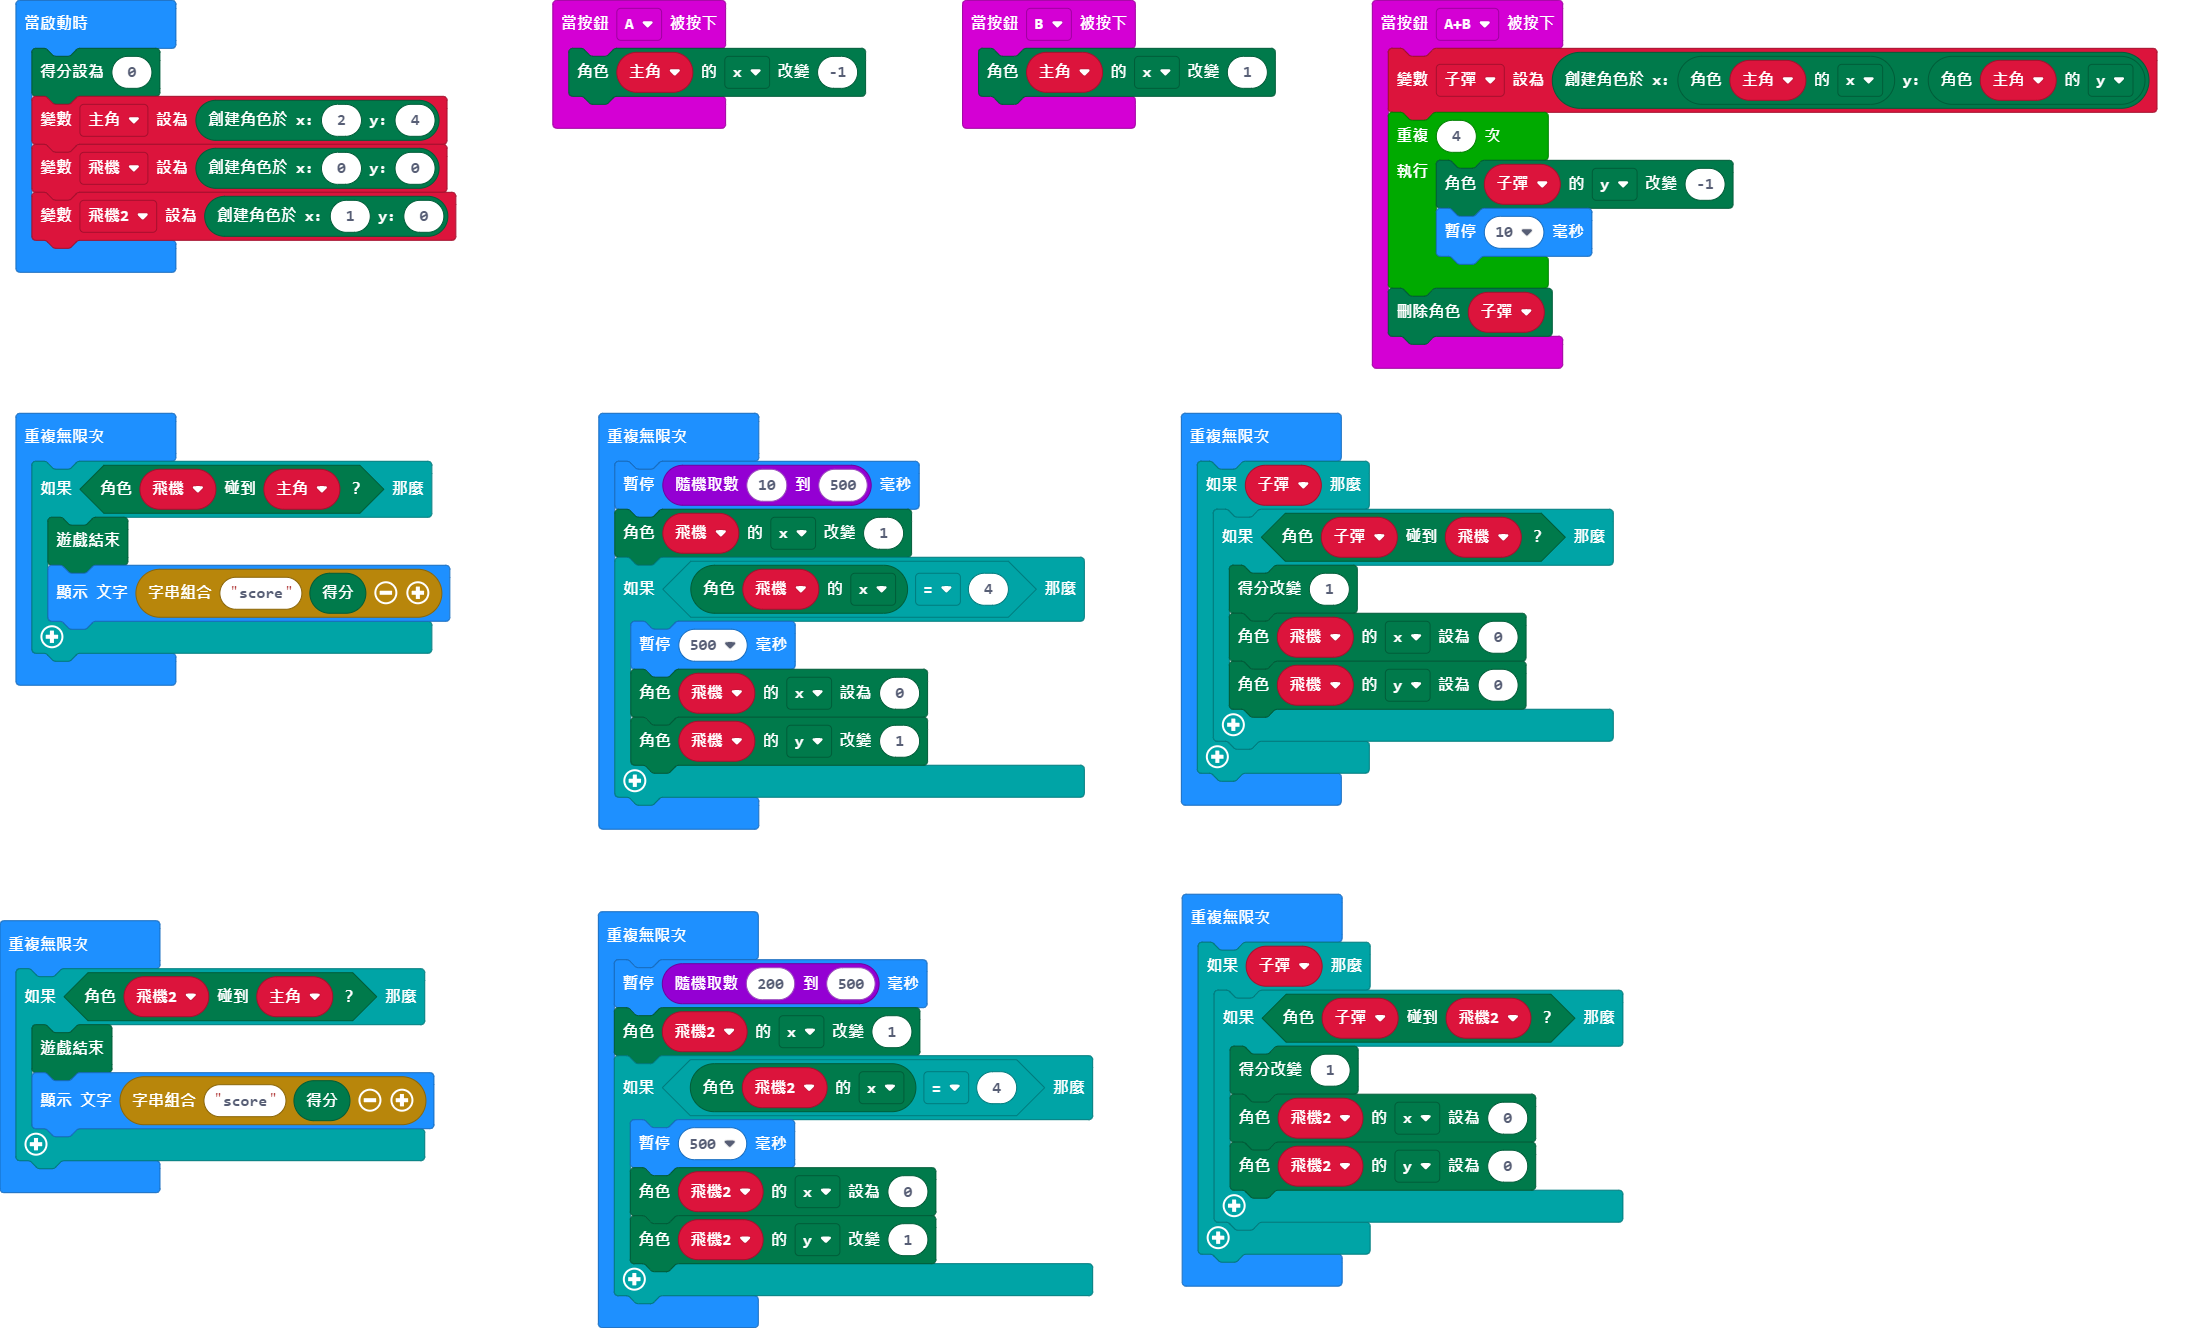 當啟動時
得分設為 0
變數 主角 設為 創建角色於 x: 2 y: 4
變數 飛機 設為 創建角色於 x: 0 y: 0
變數 飛機2 設為 創建角色於 x: 1 y: 0
當按鈕 A 被按下
角色 主角 的 x 改變 -1
當按鈕 B 被按下
角色 主角 的 x 改變 1
當按鈕 A+B 被按下
變數 子彈 設為 創建角色於 x: 角色 主角 的 x y: 角色 主角 的 y
重複 4 次
執行
角色 子彈 的 y 改變 -1
暫停 10 毫秒
刪除角色 子彈
重複無限次
如果 角色 飛機 碰到 主角 ? 那麼
遊戲結束
顯示 文字 字串組合 "score" 得分
重複無限次
暫停 隨機取數 10 到 500 毫秒
角色 飛機 的 x 改變 1
如果 角色 飛機 的 x = 4 那麼
暫停 500 毫秒
角色 飛機 的 x 設為 0
角色 飛機 的 y 改變 1
重複無限次
如果 子彈 那麼
如果 角色 子彈 碰到 飛機 ? 那麼
得分改變 1
角色 飛機 的 x 設為 0
角色 飛機 的 y 設為 0
重複無限次
如果 角色 飛機2 碰到 主角 ? 那麼
遊戲結束
顯示 文字 字串組合 "score" 得分
重複無限次
暫停 隨機取數 200 到 500 毫秒
角色 飛機2 的 x 改變 1
如果 角色 飛機2 的 x = 4 那麼
暫停 500 毫秒
角色 飛機2 的 x 設為 0
角色 飛機2 的 y 改變 1
重複無限次
如果 子彈 那麼
如果 角色 子彈 碰到 飛機2 ? 那麼
得分改變 1
角色 飛機2 的 x 設為 0
角色 飛機2 的 y 設為 0